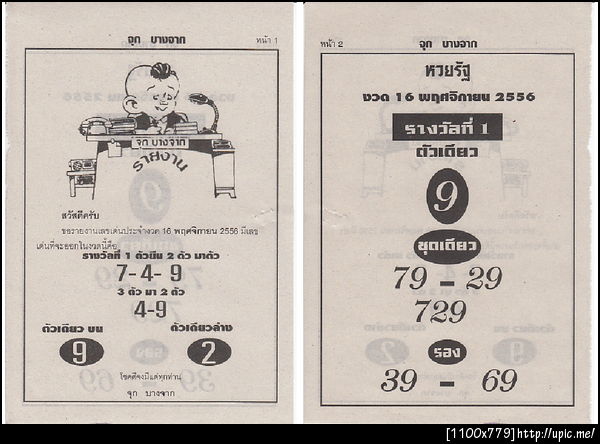 จุก บางจาก
หน้า 1
จุก บางจาก
รายงาน
สวัสดีครับ
ขอรายงานเลขเด่นประจำงวด 16 พฤศจิกายน 2556 มีเลข
เด่นที่จะออกในงวดนี้คือ
รางวัลที่ 1 ตัวยืน 2 ตัว มาตัว
7-4-9
3 ตัว มา 2 ตัว
4-9
ตัวเดียว บน
ตัวเดียวล่าง
9
2
โชคดีจงมีแด่ทุกท่าน
จุก บางจาก
หน้า 2
จุก บางจาก
หวยรัฐ
งวด 16 พฤศจิกายน 2556
รางวัลที่ 1
ตัวเดียว
9
ชุดเดียว
79 - 29
729
รอง
39 - 69
[1100x779]http://upic.me/